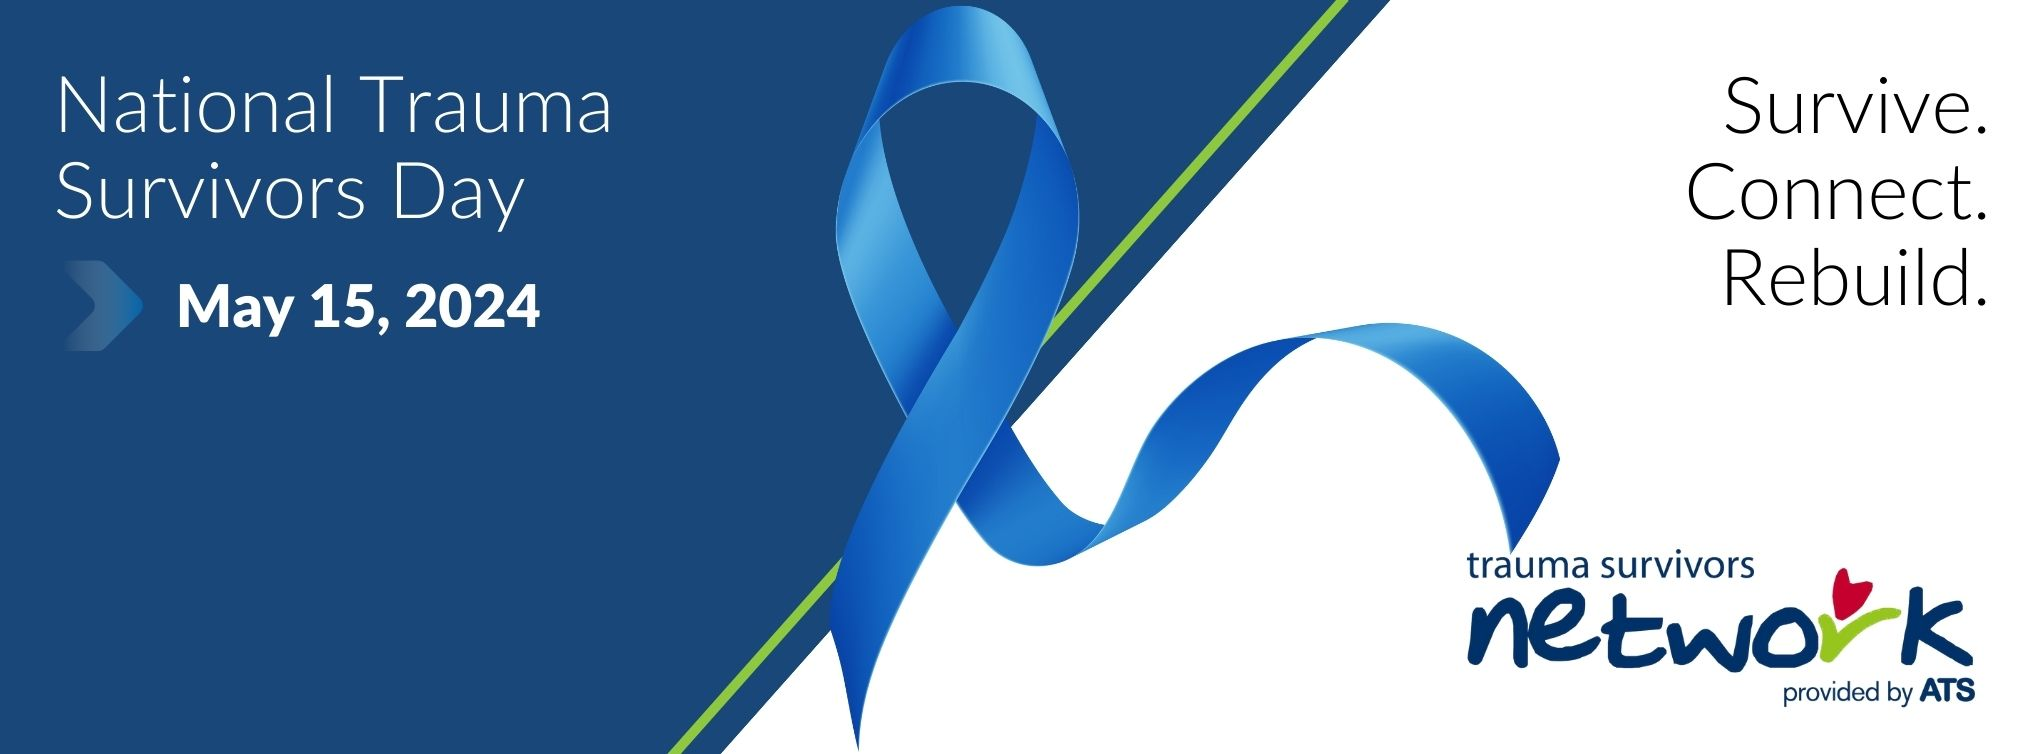 National Trauma
Survivors Day
May 15, 2024
Survive.
Connect.
Rebuild.
trauma survivors
network
provided by ATS